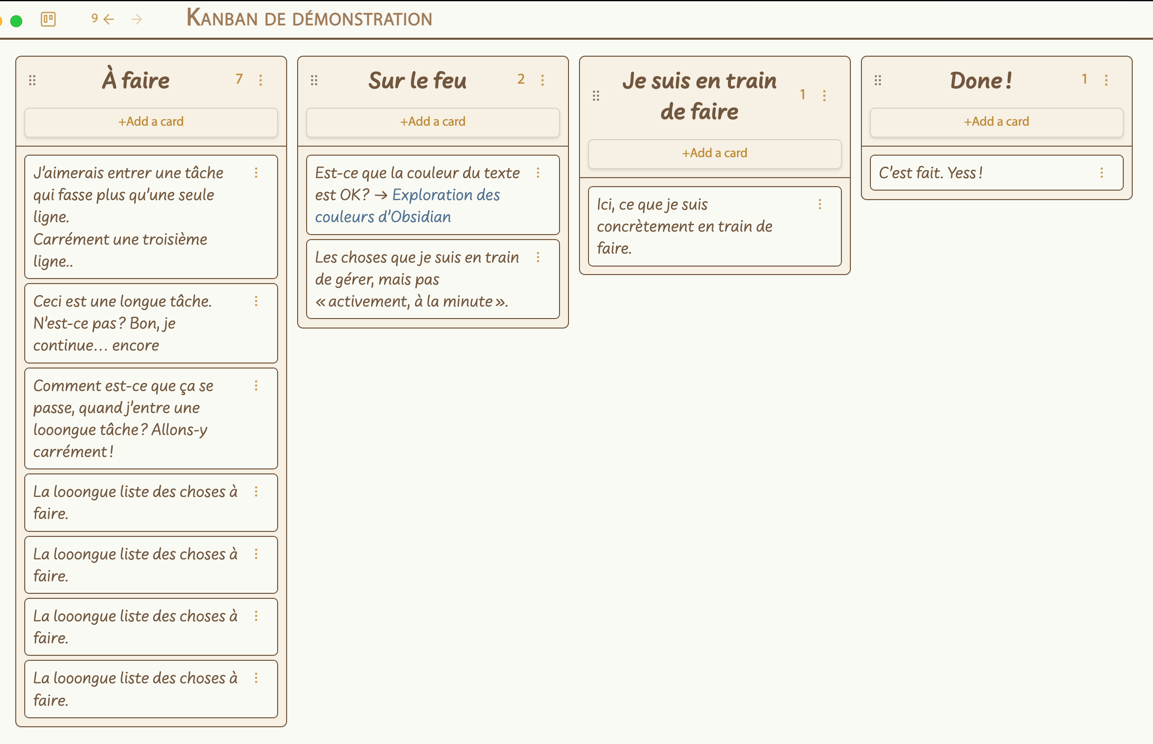 9 ← → Kanban de démonstration
À faire 7
+Add a card
J'aimerais entrer une tâche
qui fasse plus qu'une seule
ligne.
Carrément une troisième
ligne..
Ceci est une longue tâche.
N'est-ce pas ? Bon, je
continue… encore
Comment est-ce que ça se
passe, quand j'entre une
looongue tâche ? Allons-y
carrément !
La looongue liste des choses à
faire.
La looongue liste des choses à
faire.
La looongue liste des choses à
faire.
La looongue liste des choses à
faire.
Sur le feu 2
+Add a card
Est-ce que la couleur du texte
est OK? → Exploration des
couleurs d'Obsidian
Les choses que je suis en train
de gérer, mais pas
« activement, à la minute ».
Je suis en train
de faire 1
+Add a card
Ici, ce que je suis
concrètement en train de
faire.
Done ! 1
+Add a card
C'est fait. Yess !